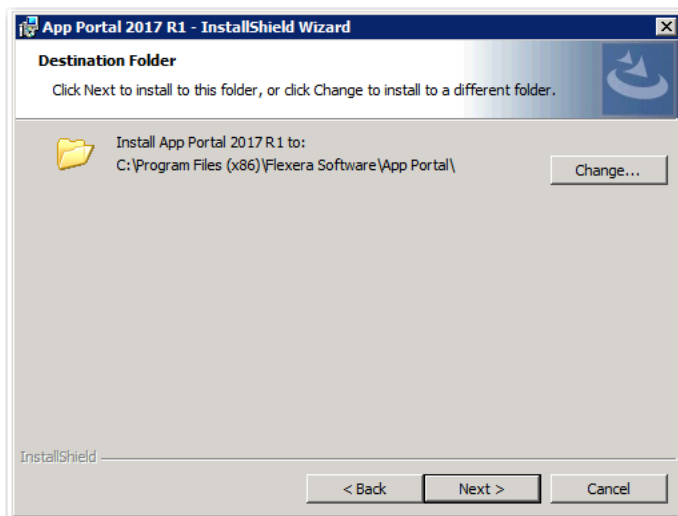 App Portal 2017 R1 - InstallShield Wizard
Destination Folder
Click Next to install to this folder, or click Change to install to a different folder.
Install App Portal 2017 R1 to:
C:\Program Files (x86)\Flexera Software\App Portal\
Change...
InstallShield
< Back
Next >
Cancel